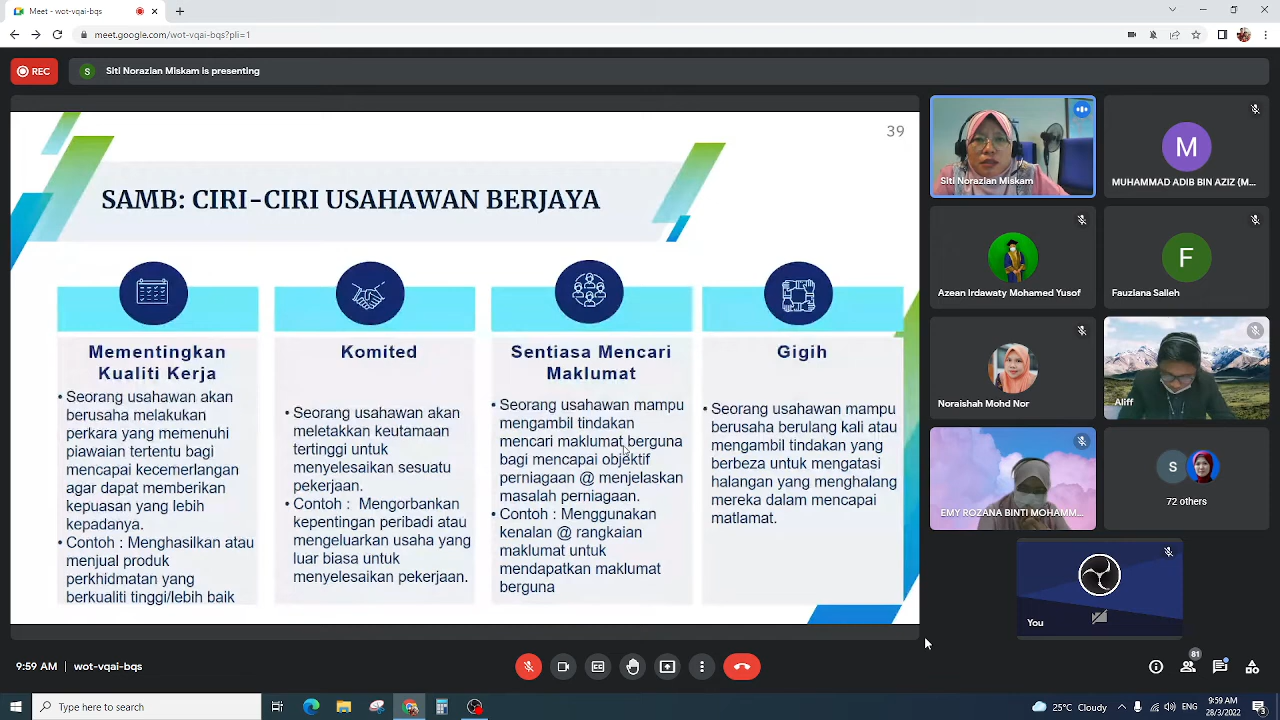 Meet - wot-vqai-bqs
meet.google.com/wot-vqai-bqs?pli=1
REC
S
Siti Norazlan Miskam is presenting
39
SAMB: CIRI-CIRI USAHAWAN BERJAYA
Mementingkan
Kualiti Kerja
• Seorang usahawan akan
berusaha melakukan
perkara yang memenuhi
piawaian tertentu bagi
mencapai kecemerlangan
agar dapat memberikan
kepuasan yang lebih
kepadanya.
• Contoh : Menghasilkan atau
menjual produk
perkhidmatan yang
berkualiti tinggi/lebih baik
Komited
• Seorang usahawan akan
meletakkan keutamaan
tertinggi untuk
menyelesaikan sesuatu
pekerjaan.
• Contoh : Mengorbankan
kepentingan peribadi atau
mengeluarkan usaha yang
luar biasa untuk
menyelesaikan pekerjaan.
Sentiasa Mencari
Maklumat
• Seorang usahawan mampu
mengambil tindakan
mencari maklumat berguna
bagi mencapai objektif
perniagaan @ menjelaskan
masalah perniagaan.
• Contoh : Menggunakan
kenalan @ rangkaian
maklumat untuk
mendapatkan maklumat
berguna
Gigih
• Seorang usahawan mampu
berusaha berulang kali atau
mengambil tindakan yang
berbeza untuk mengatasi
halangan yang menghalang
mereka dalam mencapai
matlamat.
Siti Norazlan Miskam
M
MUHAMMAD ADIB BIN AZIZ (M...
Azean Irdawaty Mohamed Yusof
F
Fauziana Salleh
Noraishah Mohd Nor
Aliff
EMY ROZANA BINTI MOHAMM...
S
72 others
You
9:59 AM | wot-vqai-bqs
81
Type here to search
25°C Cloudy
9:59 AM
28/3/2022
3